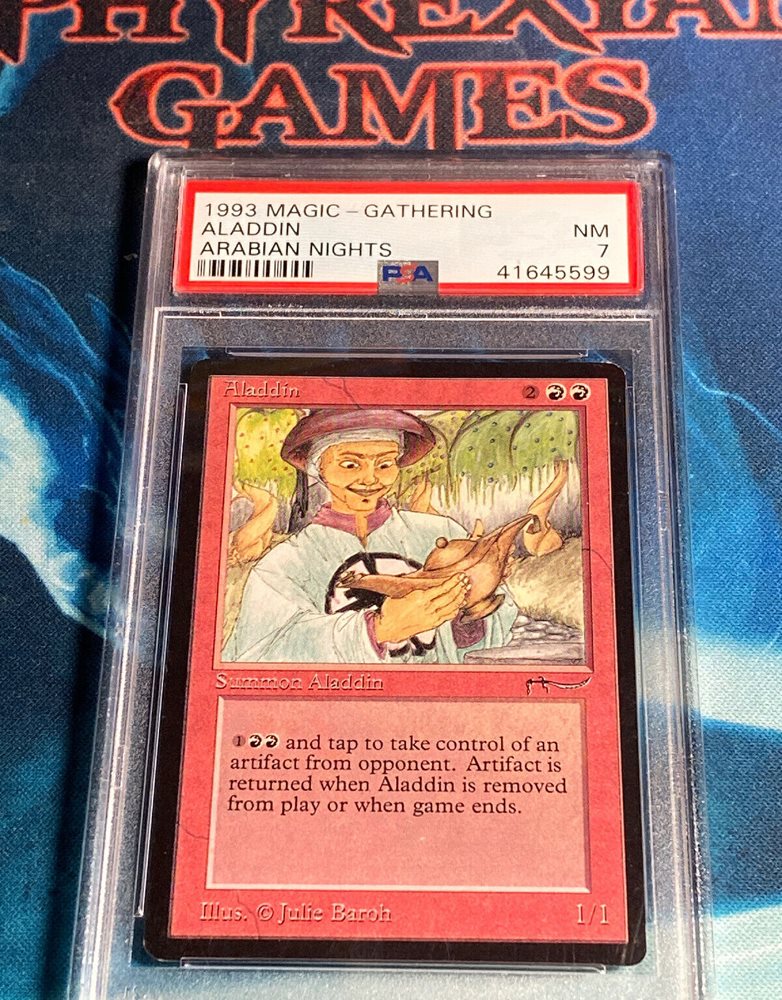 PHYREXIAN
GAMES
1993 MAGIC – GATHERING
ALADDIN NM
ARABIAN NIGHTS 7
PSA 41645599
Aladdin 2
Summon Aladdin
1 and tap to take control of an
artifact from opponent. Artifact is
returned when Aladdin is removed
from play or when game ends.
Illus. © Julie Baroh 1/1